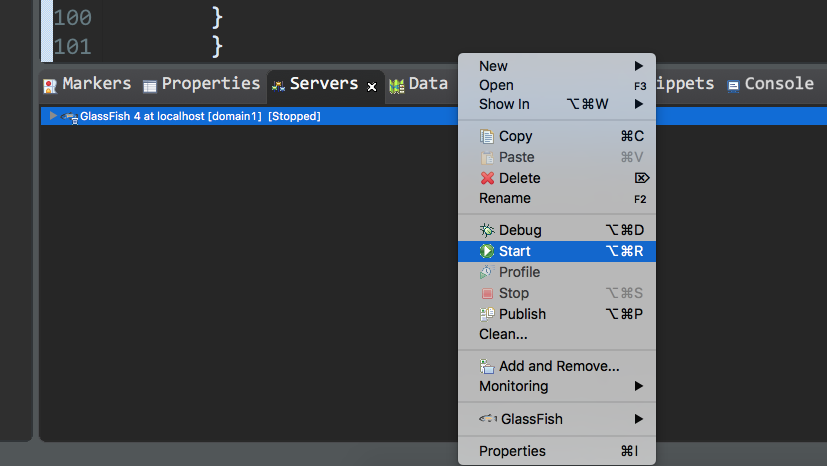 100 }
101 }
Markers Properties Servers Data ippets Console
GlassFish 4 at localhost [domain1] [Stopped]
New
Open F3
Show In ⌥⌘W
Copy ⌘C
Paste ⌘V
Delete ⌦
Rename F2
Debug ⌥⌘D
Start ⌥⌘R
Profile
Stop ⌥⌘S
Publish ⌥⌘P
Clean...
Add and Remove...
Monitoring
GlassFish
Properties ⌘I